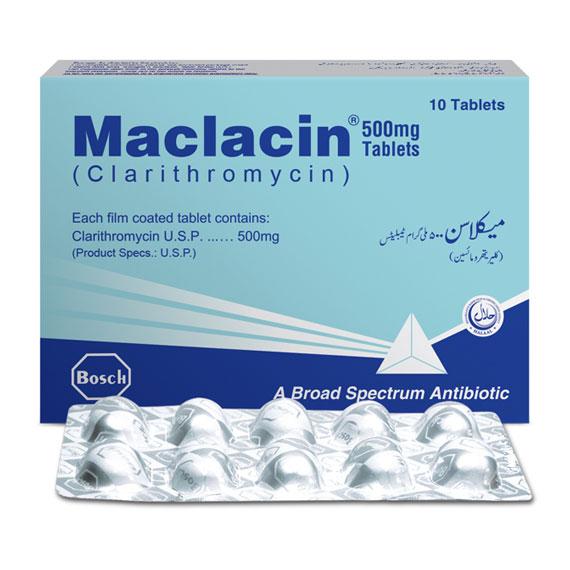 10 Tablets
Maclacin® 500mg
Tablets
(Clarithromycin)
Each film coated tablet contains:
Clarithromycin U.S.P. ...... 500mg
(Product Specs.: U.S.P.)
میکلاسن ۵۰۰ ملی گرام ٹیبلیٹس
(کلیریتھرومائسین)
حلال
HALAAL
Bosch
A Broad Spectrum Antibiotic